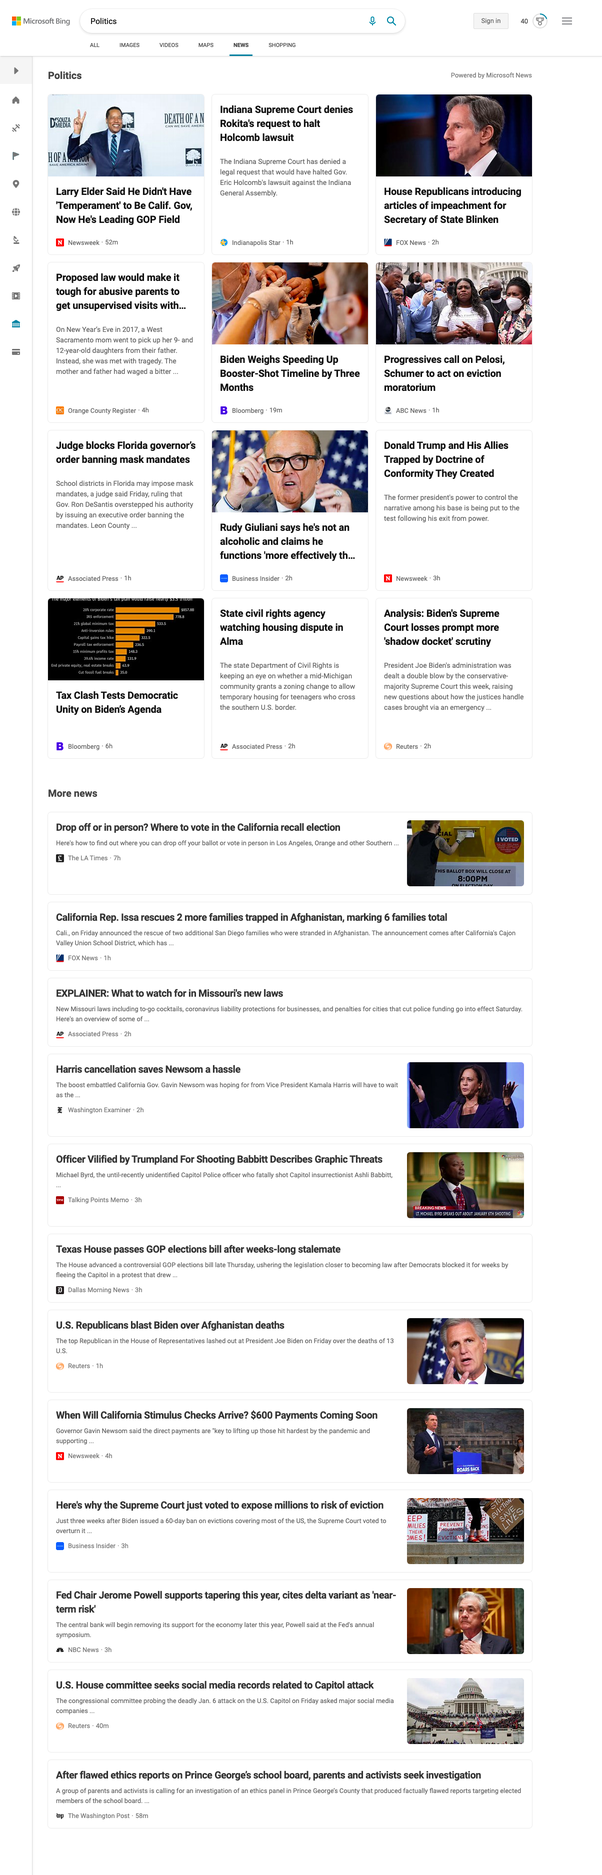 Microsoft Bing
Politics
Sign in
40
ALL
IMAGES
VIDEOS
MAPS
NEWS
SHOPPING
Politics
Powered by Microsoft News
Larry Elder Said He Didn't Have
'Temperament' to Be Calif. Gov,
Now He's Leading GOP Field
Newsweek · 52m
Indiana Supreme Court denies
Rokita's request to halt
Holcomb lawsuit
The Indiana Supreme Court has denied a
legal request that would have halted Gov.
Eric Holcomb's lawsuit against the Indiana
General Assembly.
Indianapolis Star · 1h
House Republicans introducing
articles of impeachment for
Secretary of State Blinken
FOX News · 2h
Proposed law would make it
tough for abusive parents to
get unsupervised visits with...
On New Year's Eve in 2017, a West
Sacramento mom went to pick up her 9- and
12-year-old daughters from their father.
Instead, she was met with tragedy. The
mother and father had waged a bitter ...
Orange County Register · 4h
Biden Weighs Speeding Up
Booster-Shot Timeline by Three
Months
Bloomberg · 19m
Progressives call on Pelosi,
Schumer to act on eviction
moratorium
ABC News · 1h
Judge blocks Florida governor's
order banning mask mandates
School districts in Florida may impose mask
mandates, a judge said Friday, ruling that
Gov. Ron DeSantis overstepped his authority
by issuing an executive order banning the
mandates. Leon County ...
Associated Press · 1h
Rudy Giuliani says he's not an
alcoholic and claims he
functions 'more effectively th...
Business Insider · 2h
Donald Trump and His Allies
Trapped by Doctrine of
Conformity They Created
The former president's power to control the
narrative among his base is being put to the
test following his exit from power.
Newsweek · 3h
Tax Clash Tests Democratic
Unity on Biden's Agenda
Bloomberg · 6h
State civil rights agency
watching housing dispute in
Alma
The state Department of Civil Rights is
keeping an eye on whether a mid-Michigan
community grants a zoning change to allow
temporary housing for teenagers who cross
the southern U.S. border.
Associated Press · 2h
Analysis: Biden's Supreme
Court losses prompt more
'shadow docket' scrutiny
President Joe Biden's administration was
dealt a double blow by the conservative-
majority Supreme Court this week, raising
new questions about how the justices handle
cases brought via an emergency ...
Reuters · 2h
More news
Drop off or in person? Where to vote in the California recall election
Here's how to find out where you can drop off your ballot or vote in person in Los Angeles, Orange and other Southern ...
The LA Times · 7h
I VOTED
THIS BALLOT BOX WILL CLOSE AT
8:00PM
California Rep. Issa rescues 2 more families trapped in Afghanistan, marking 6 families total
Cali., on Friday announced the rescue of two additional San Diego families who were stranded in Afghanistan. The announcement comes after California's Cajon
Valley Union School District, which has ...
FOX News · 1h
EXPLAINER: What to watch for in Missouri's new laws
New Missouri laws including to-go cocktails, coronavirus liability protections for businesses, and penalties for cities that cut police funding go into effect Saturday.
Here's an overview of some of ...
Associated Press · 2h
Harris cancellation saves Newsom a hassle
The boost embattled California Gov. Gavin Newsom was hoping for from Vice President Kamala Harris will have to wait
as the ...
Washington Examiner · 2h
Officer Vilified by Trumpland For Shooting Babbitt Describes Graphic Threats
Michael Byrd, the until-recently unidentified Capitol Police officer who fatally shot Capitol insurrectionist Ashli Babbitt,
...
Talking Points Memo · 3h
BREAKING NEWS
LT. MICHAEL BYRD SPEAKS OUT ABOUT JANUARY 6TH SHOOTING
Texas House passes GOP elections bill after weeks-long stalemate
The House advanced a controversial GOP elections bill late Thursday, ushering the legislation closer to becoming law after Democrats blocked it for weeks by
fleeing the Capitol in a protest that drew ...
Dallas Morning News · 3h
U.S. Republicans blast Biden over Afghanistan deaths
The top Republican in the House of Representatives lashed out at President Joe Biden on Friday over the deaths of 13
U.S.
Reuters · 1h
When Will California Stimulus Checks Arrive? $600 Payments Coming Soon
Governor Gavin Newsom said the direct payments are "key to lifting up those hit hardest by the pandemic and
supporting ...
Newsweek · 4h
Here's why the Supreme Court just voted to expose millions to risk of eviction
Just three weeks after Biden issued a 60-day ban on evictions covering most of the US, the Supreme Court voted to
overturn it ...
Business Insider · 3h
Fed Chair Jerome Powell supports tapering this year, cites delta variant as 'near-
term risk'
The central bank will begin removing its support for the economy later this year, Powell said at the Fed's annual
symposium.
NBC News · 3h
U.S. House committee seeks social media records related to Capitol attack
The congressional committee probing the deadly Jan. 6 attack on the U.S. Capitol on Friday asked major social media
companies ...
Reuters · 40m
After flawed ethics reports on Prince George's school board, parents and activists seek investigation
A group of parents and activists is calling for an investigation of an ethics panel in Prince George's County that produced factually flawed reports targeting elected
members of the school board. ...
The Washington Post · 58m